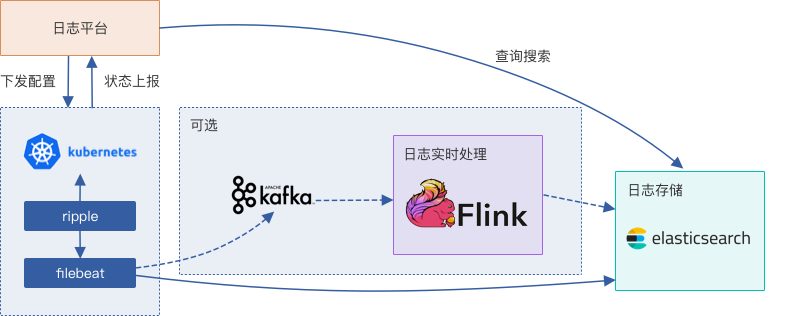 日志平台
查询搜索
下发配置
状态上报
可选
kubernetes
日志实时处理
APACHE
kafka
Flink
ripple
filebeat
日志存储
elasticsearch